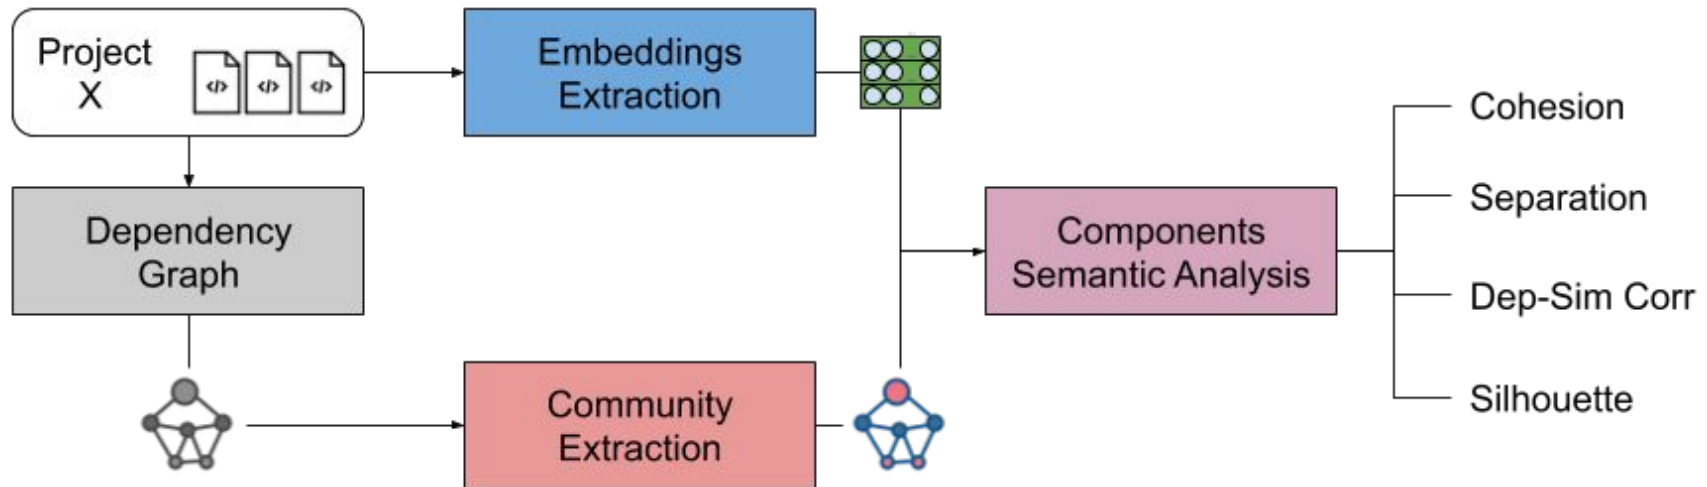 Project
X
</>
</>
</>
Embeddings
Extraction
Dependency
Graph
Community
Extraction
Components
Semantic Analysis
Cohesion
Separation
Dep-Sim Corr
Silhouette